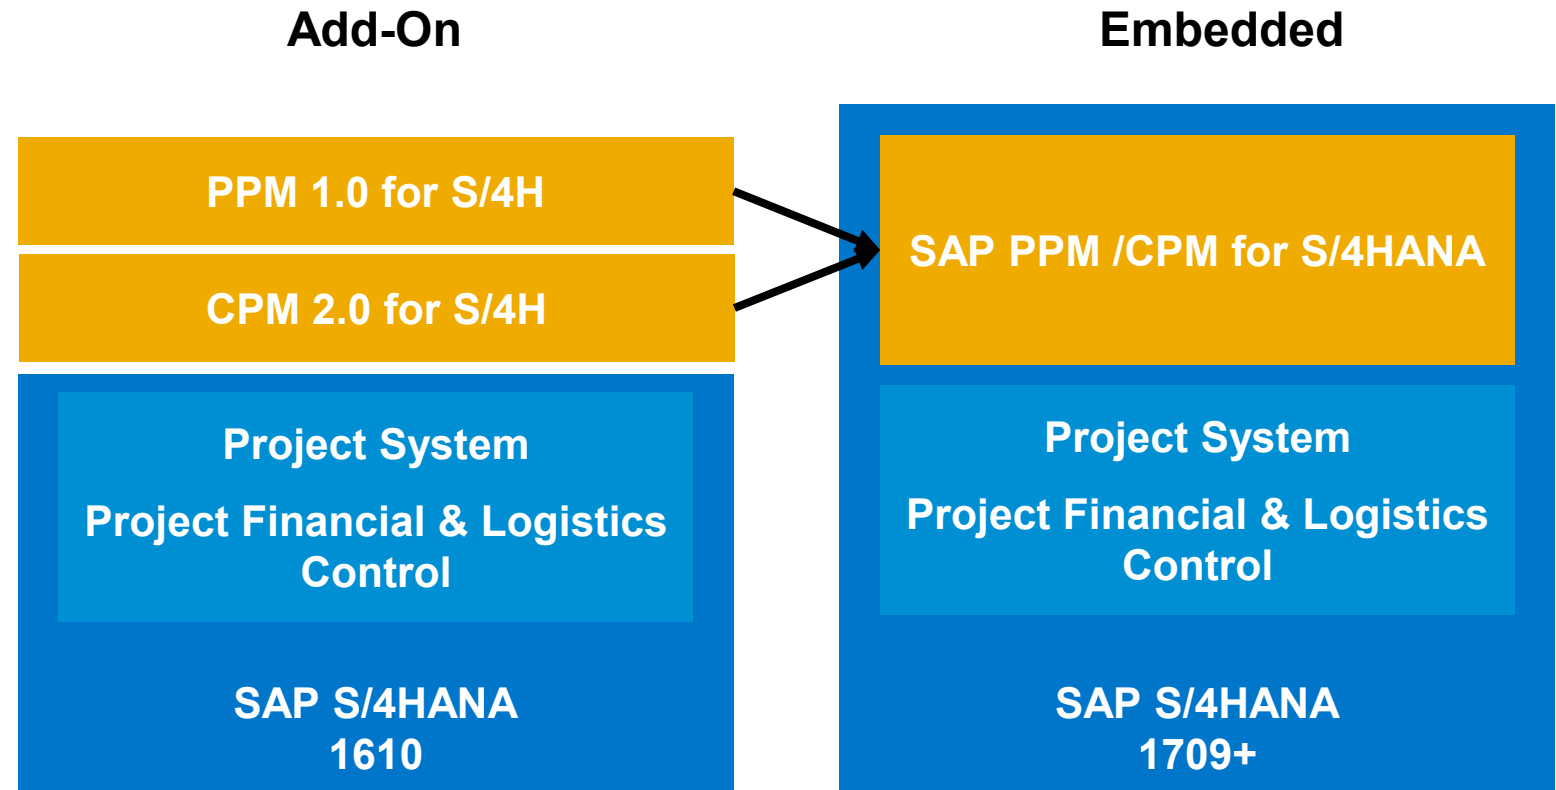 Add-On
PPM 1.0 for S/4H
CPM 2.0 for S/4H
Project System
Project Financial & Logistics
Control
SAP S/4HANA
1610
Embedded
SAP PPM /CPM for S/4HANA
Project System
Project Financial & Logistics
Control
SAP S/4HANA
1709+